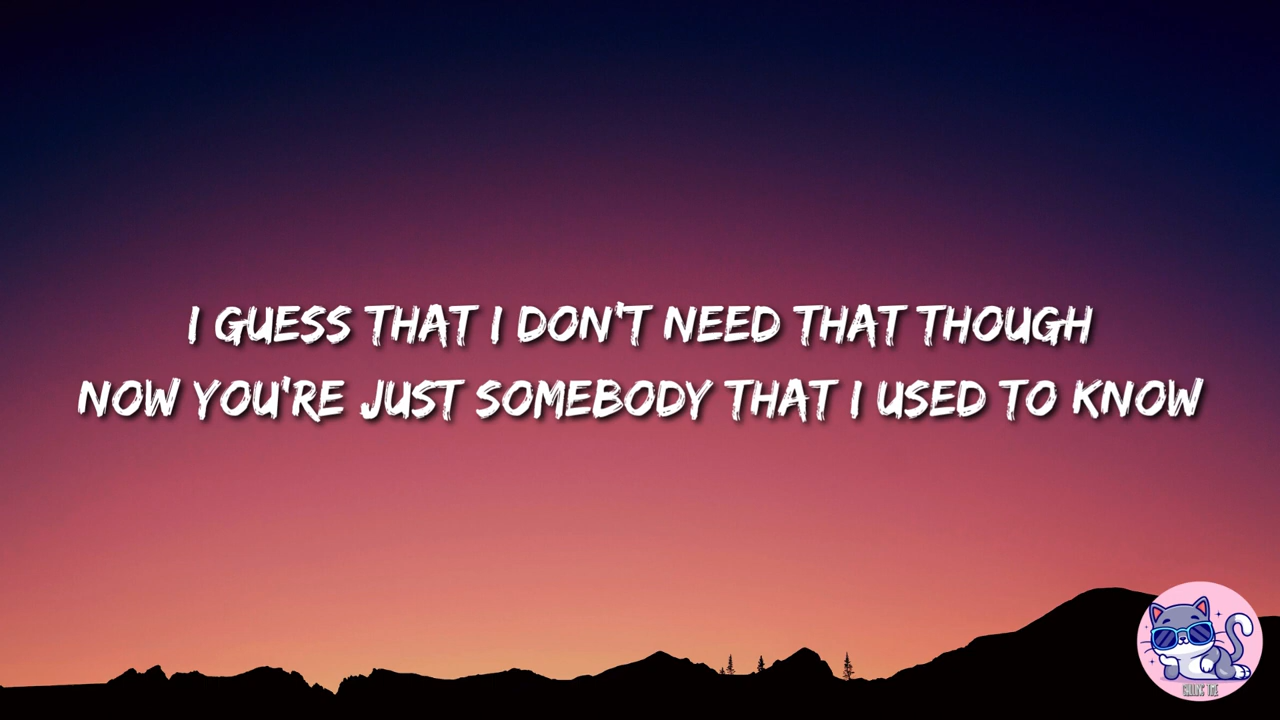 I GUESS THAT I DON'T NEED THAT THOUGH
NOW YOU'RE JUST SOMEBODY THAT I USED TO KNOW